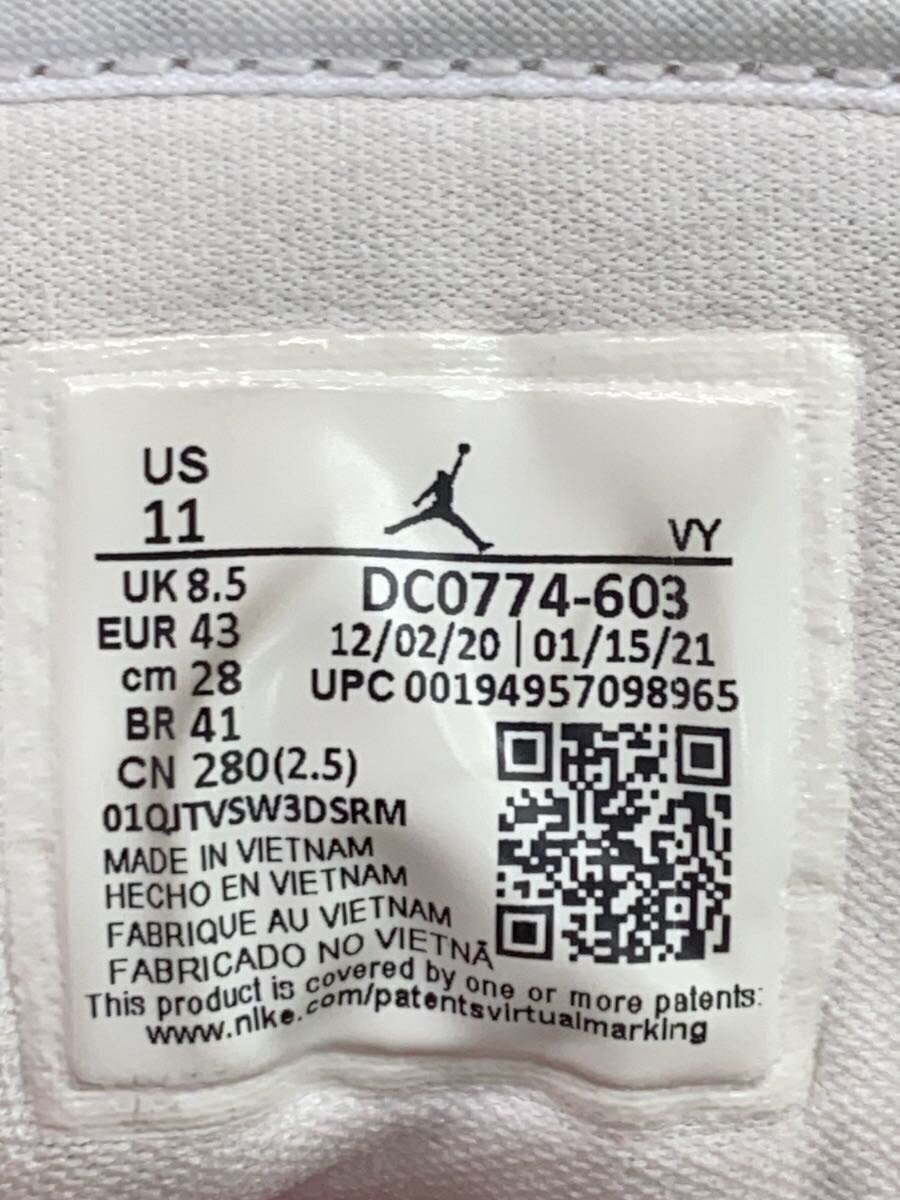 US
11
VY
UK 8.5
EUR 43
cm 28
BR 41
CN 280(2.5)
DC0774-603
12/02/20 | 01/15/21
UPC 00194957098965
01QJTVSW3DSRM
MADE IN VIETNAM
HECHO EN VIETNAM
FABRIQUE AU VIETNAM
FABRICADO NO VIETNÃ
This product is covered by one or more patents:
www.nike.com/patentsvirtualmarking